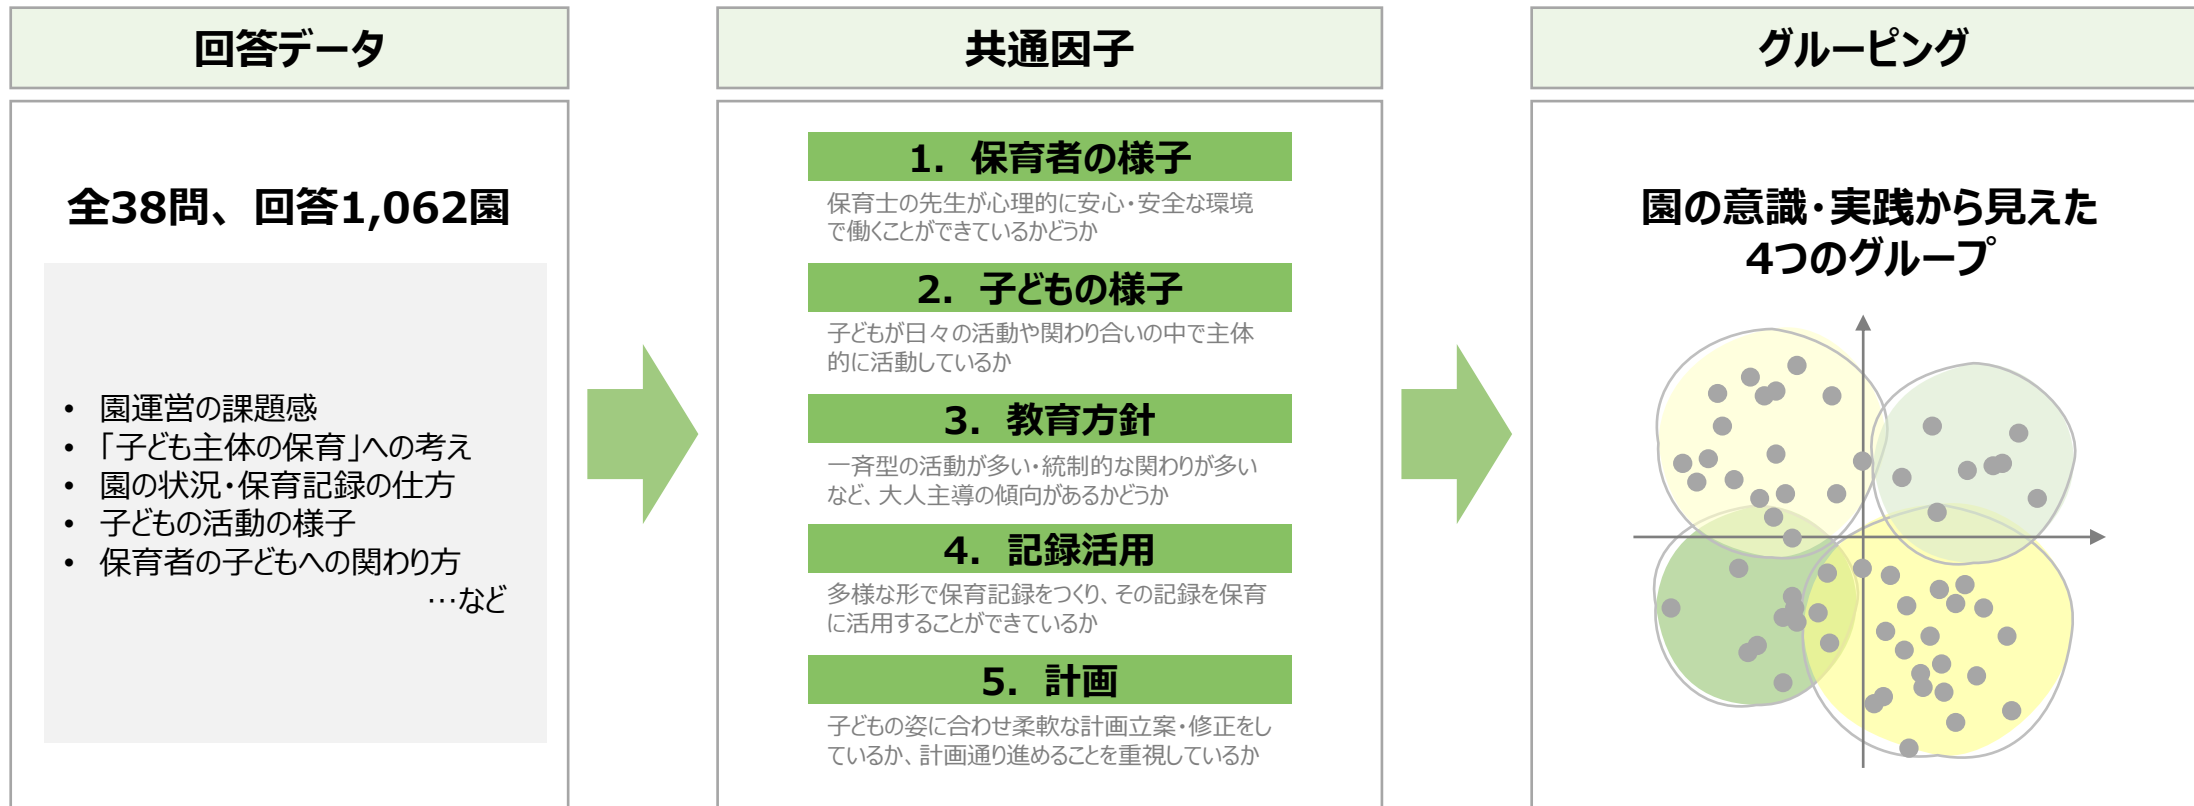 回答データ
全38問、回答1,062園
• 園運営の課題感
• 「子ども主体の保育」への考え
• 園の状況・保育記録の仕方
• 子どもの活動の様子
• 保育者の子どもへの関わり方
…など
共通因子
1. 保育者の様子
保育士の先生が心理的に安心・安全な環境
で働くことができているかどうか
2. 子どもの様子
子どもが日々の活動や関わり合いの中で主体
的に活動しているか
3. 教育方針
一斉型の活動が多い・統制的な関わりが多い
など、大人主導の傾向があるかどうか
4. 記録活用
多様な形で保育記録をつくり、その記録を保育
に活用することができているか
5. 計画
子どもの姿に合わせ柔軟な計画立案・修正をし
ているか、計画通り進めることを重視しているか
グルーピング
園の意識・実践から見えた
4つのグループ